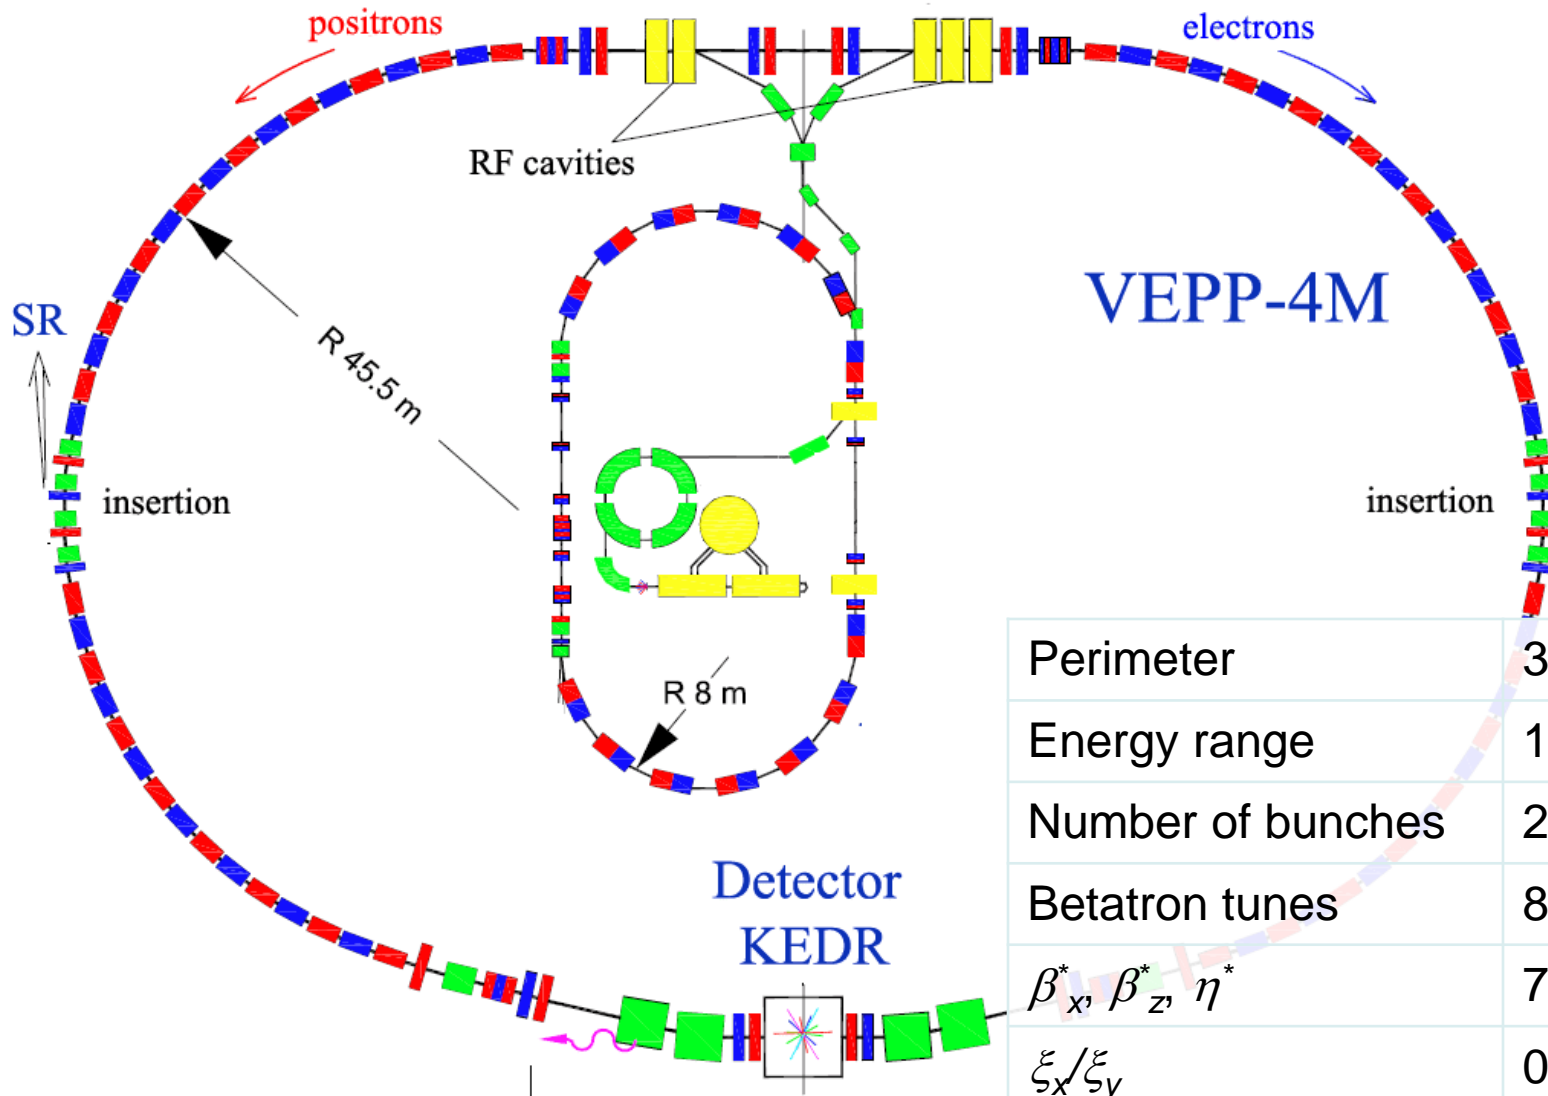 positrons
electrons
RF cavities
VEPP-4M
SR
R 45.5 m
insertion
insertion
R 8 m
Detector
KEDR
Perimeter 3
Energy range 1
Number of bunches 2
Betatron tunes 8
β*x, β*z, η* 7
ξx/ξy 0